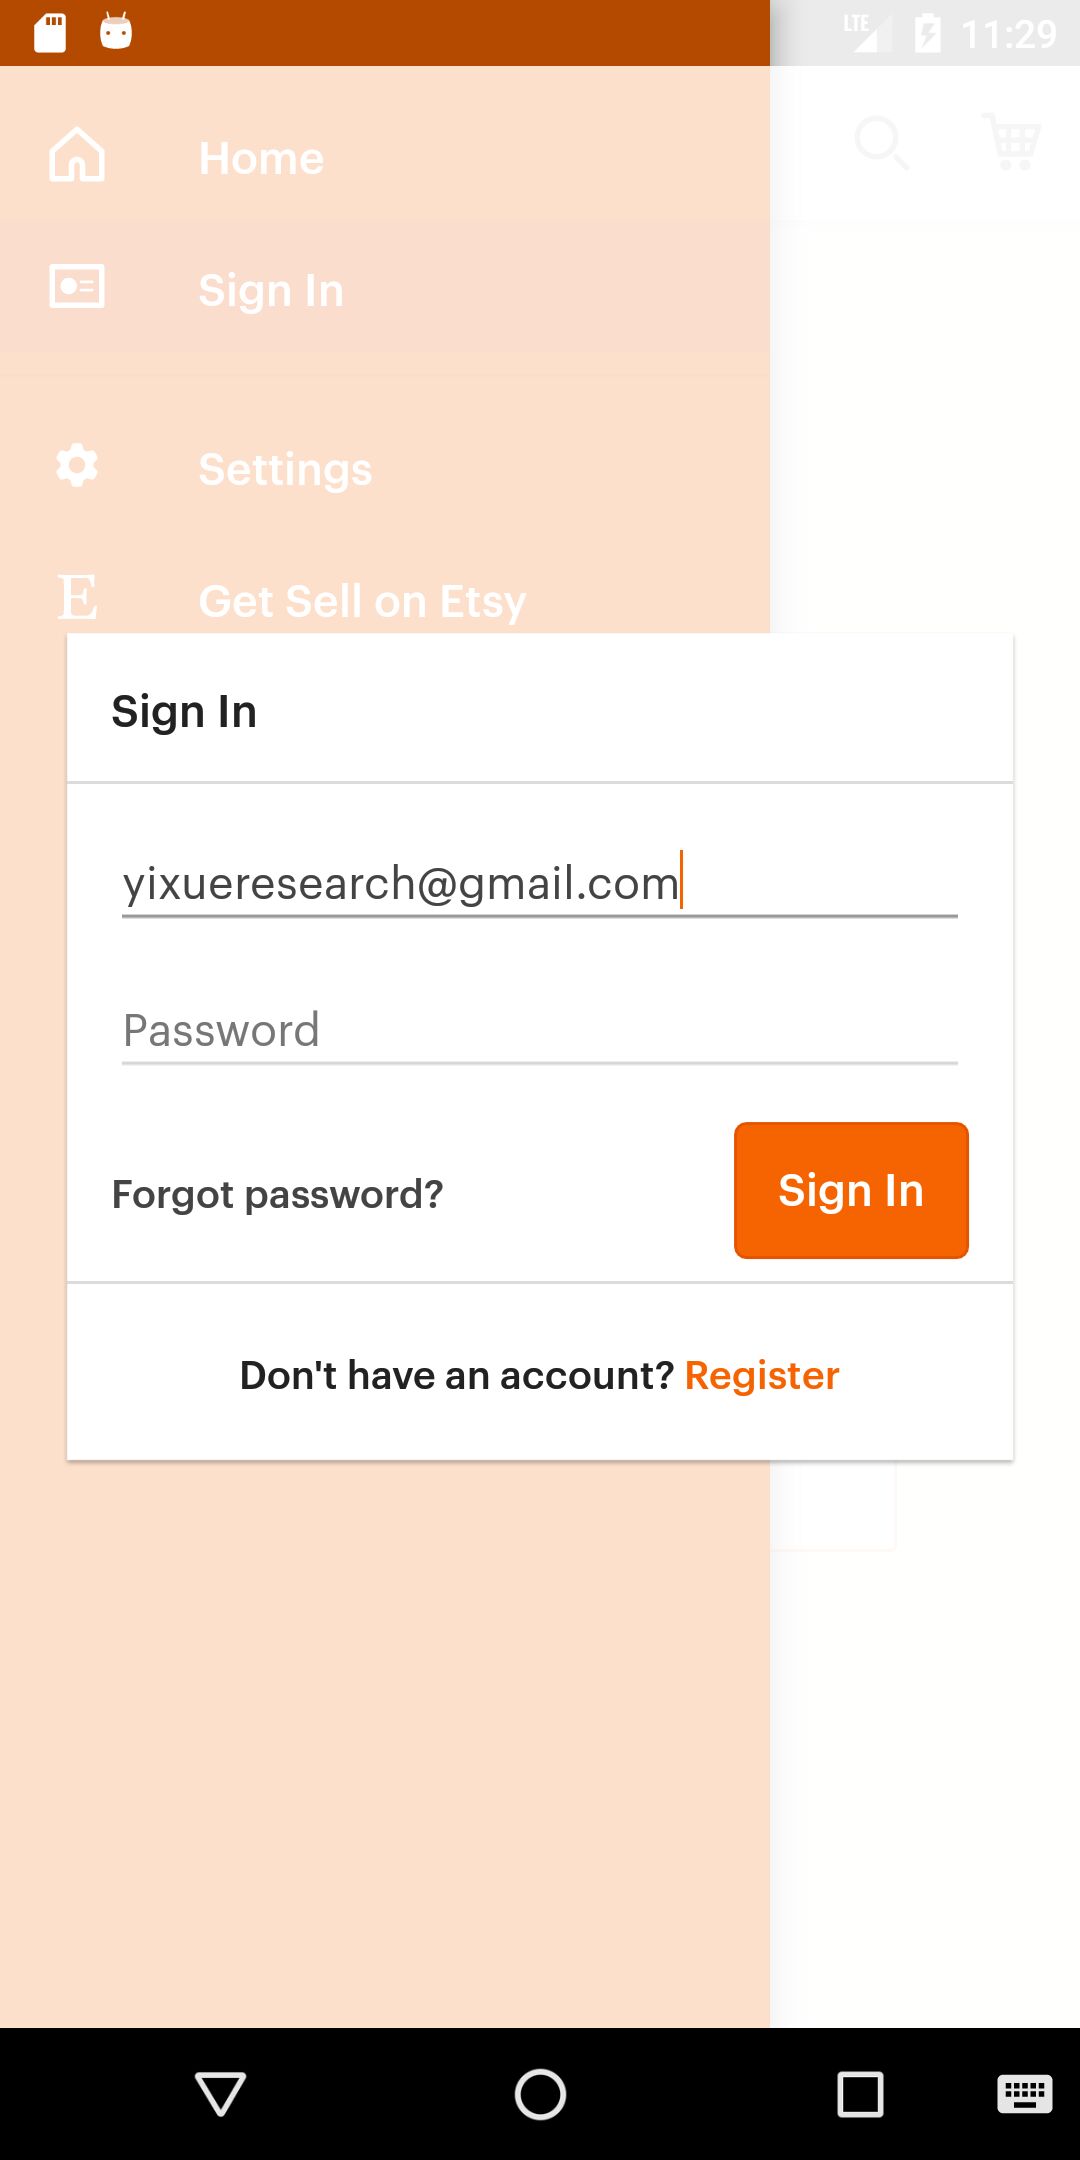 LTE 11:29
Home
Sign In
Settings
E Get Sell on Etsy
Sign In
yixueresearch@gmail.com
Password
Forgot password? Sign In
Don't have an account? Register